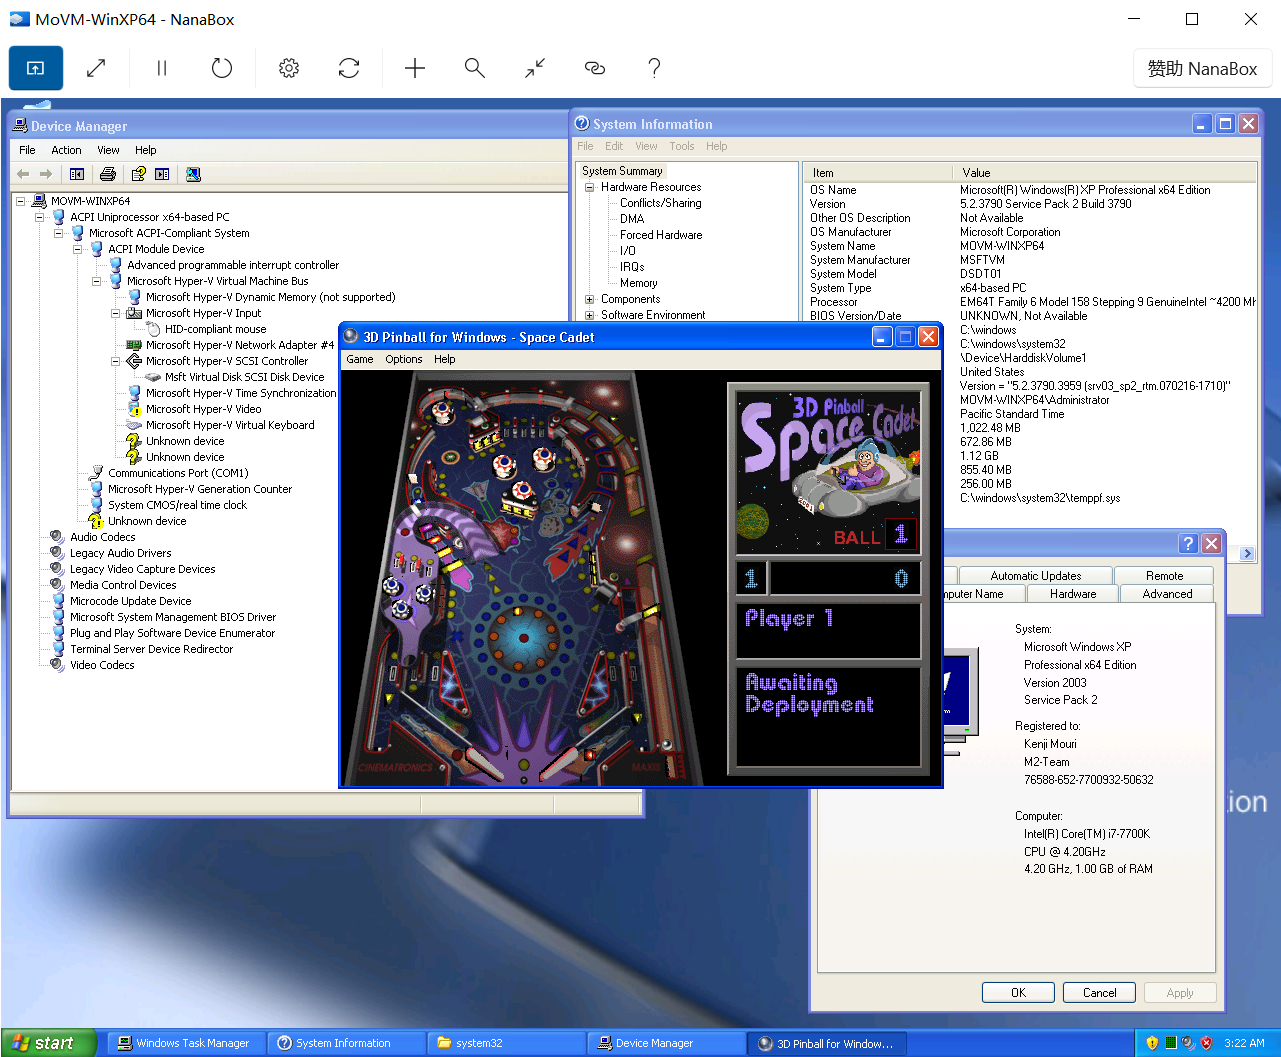 MoVM-WinXP64 - NanaBox
赞助 NanaBox
Device Manager
File Action View Help
MOVM-WINXP64
ACPI Uniprocessor x64-based PC
Microsoft ACPI-Compliant System
ACPI Module Device
Advanced programmable interrupt controller
Microsoft Hyper-V Virtual Machine Bus
Microsoft Hyper-V Dynamic Memory (not supported)
Microsoft Hyper-V Input
HID-compliant mouse
Microsoft Hyper-V Network Adapter #4
Microsoft Hyper-V SCSI Controller
Msft Virtual Disk SCSI Disk Device
Microsoft Hyper-V Time Synchronization
Microsoft Hyper-V Video
Microsoft Hyper-V Virtual Keyboard
Unknown device
Unknown device
Communications Port (COM1)
Microsoft Hyper-V Generation Counter
System CMOS/real time clock
Unknown device
Audio Codecs
Legacy Audio Drivers
Legacy Video Capture Devices
Media Control Devices
Microcode Update Device
Microsoft System Management BIOS Driver
Plug and Play Software Device Enumerator
Terminal Server Device Redirector
Video Codecs
System Information
File Edit View Tools Help
System Summary
Hardware Resources
Conflicts/Sharing
DMA
Forced Hardware
I/O
IRQs
Memory
Components
Software Environment
Item Value
OS Name Microsoft(R) Windows(R) XP Professional x64 Edition
Version 5.2.3790 Service Pack 2 Build 3790
Other OS Description Not Available
OS Manufacturer Microsoft Corporation
System Name MOVM-WINXP64
System Manufacturer MSFTVM
System Model DSDT01
System Type x64-based PC
Processor EM64T Family 6 Model 158 Stepping 9 GenuineIntel ~4200 MH
BIOS Version/Date UNKNOWN, Not Available
C:\windows
C:\windows\system32
\Device\HarddiskVolume1
United States
Version = "5.2.3790.3959 (srv03_sp2_rtm.070216-1710)"
MOVM-WINXP64\Administrator
Pacific Standard Time
1,022.48 MB
672.86 MB
1.12 GB
855.40 MB
256.00 MB
C:\windows\system32\temppf.sys
3D Pinball for Windows - Space Cadet
Game Options Help
3D Pinball
Space Cadet
BALL 1
1 0
Player 1
Awaiting
Deployment
CINEMATRONICS
MAXIS
Automatic Updates Remote
mputer Name Hardware Advanced
System:
Microsoft Windows XP
Professional x64 Edition
Version 2003
Service Pack 2
Registered to:
Kenji Mouri
M2-Team
76588-652-7700932-50632
Computer:
Intel(R) Core(TM) i7-7700K
CPU @ 4.20GHz
4.20 GHz, 1.00 GB of RAM
OK Cancel Apply
tion
start
Windows Task Manager
System Information
system32
Device Manager
3D Pinball for Window...
3:22 AM